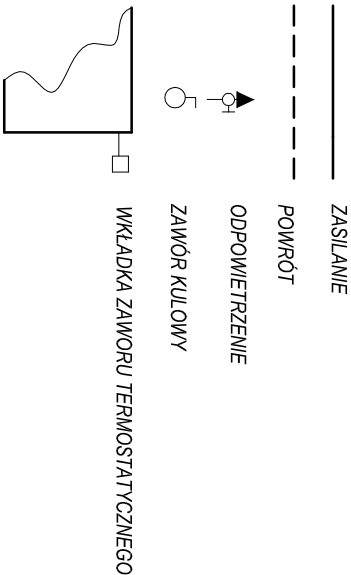 ZASILANIE
POWRÓT
ODPOWIETRZENIE
ZAWÓR KULOWY
WKŁADKA ZAWORU TERMOSTATYCZNEGO